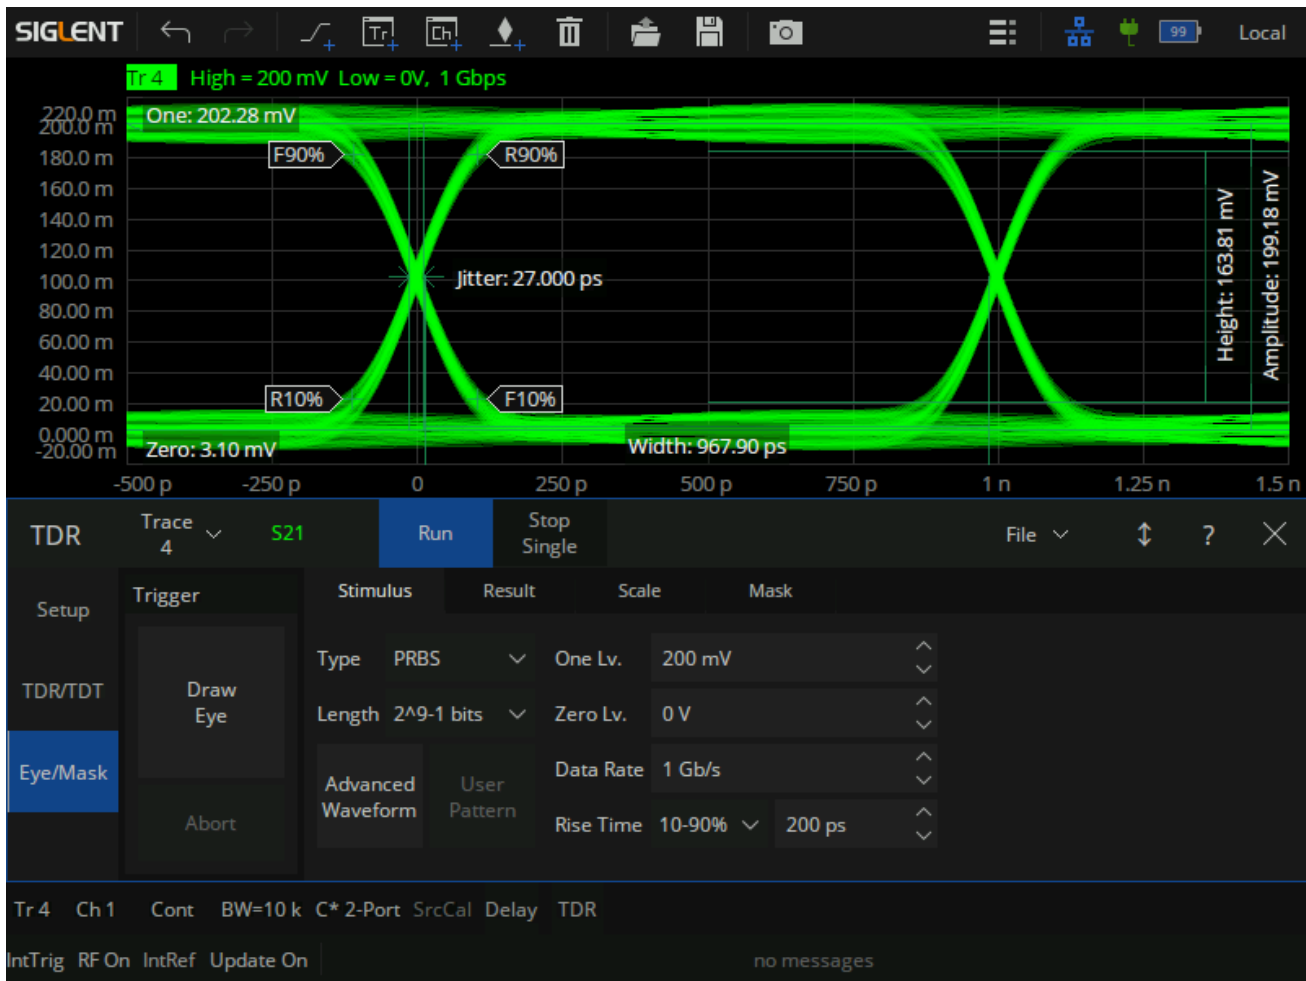 SIGLENT Tr Ch 99 Local
Tr 4 High = 200 mV Low = 0V, 1 Gbps
220.0 m
200.0 m
180.0 m
160.0 m
140.0 m
120.0 m
100.0 m
80.00 m
60.00 m
40.00 m
20.00 m
0.000 m
-20.00 m
One: 202.28 mV
F90% R90%
Jitter: 27.000 ps
Height: 163.81 mV
Amplitude: 199.18 mV
R10% F10%
Zero: 3.10 mV
Width: 967.90 ps
-500 p -250 p 0 250 p 500 p 750 p 1 n 1.25 n 1.5 n
TDR Trace 4 S21 Run Stop Single File ?
Setup
TDR/TDT
Eye/Mask
Trigger
Draw
Eye
Abort
Stimulus Result Scale Mask
Type PRBS One Lv. 200 mV
Length 2^9-1 bits Zero Lv. 0 V
Advanced
Waveform
User
Pattern
Data Rate 1 Gb/s
Rise Time 10-90% 200 ps
Tr 4 Ch 1 Cont BW=10 k C* 2-Port SrcCal Delay TDR
IntTrig RF On IntRef Update On no messages